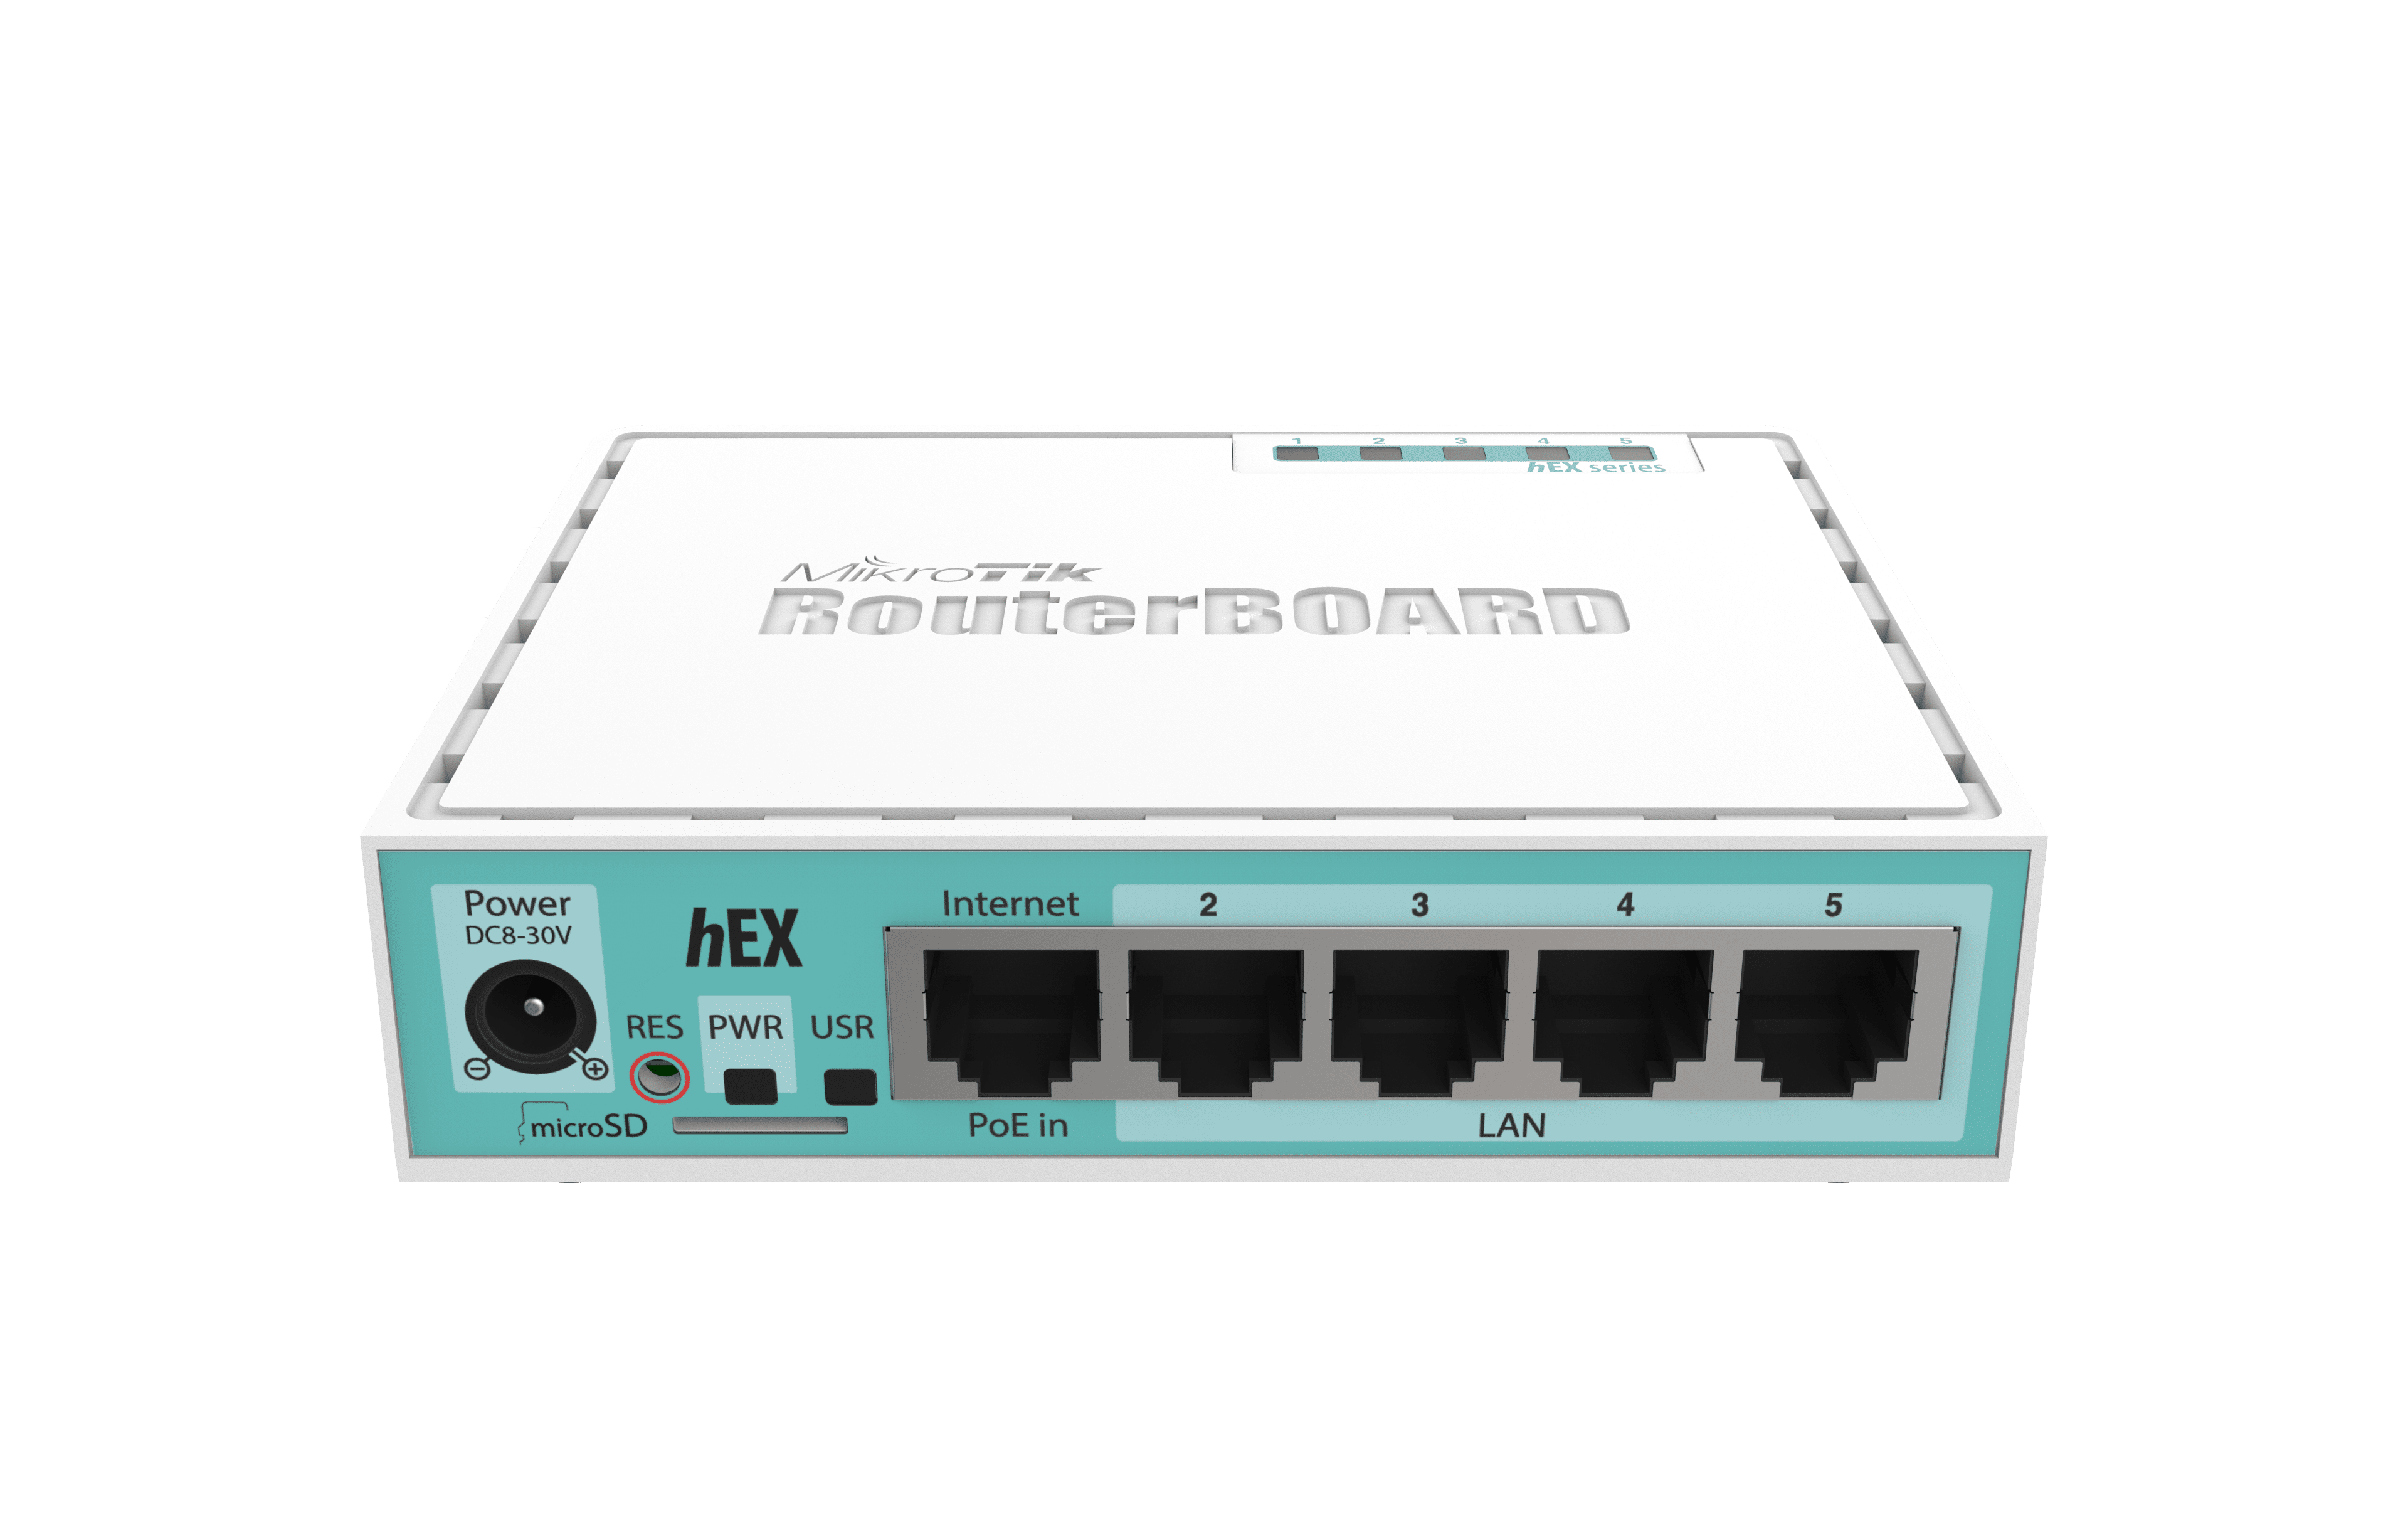 1 2 3 4 5
hEX series
MikroTik
RouterBOARD
Power
DC8-30V
hEX
Internet 2 3 4 5
RES PWR USR
microSD
PoE in
LAN